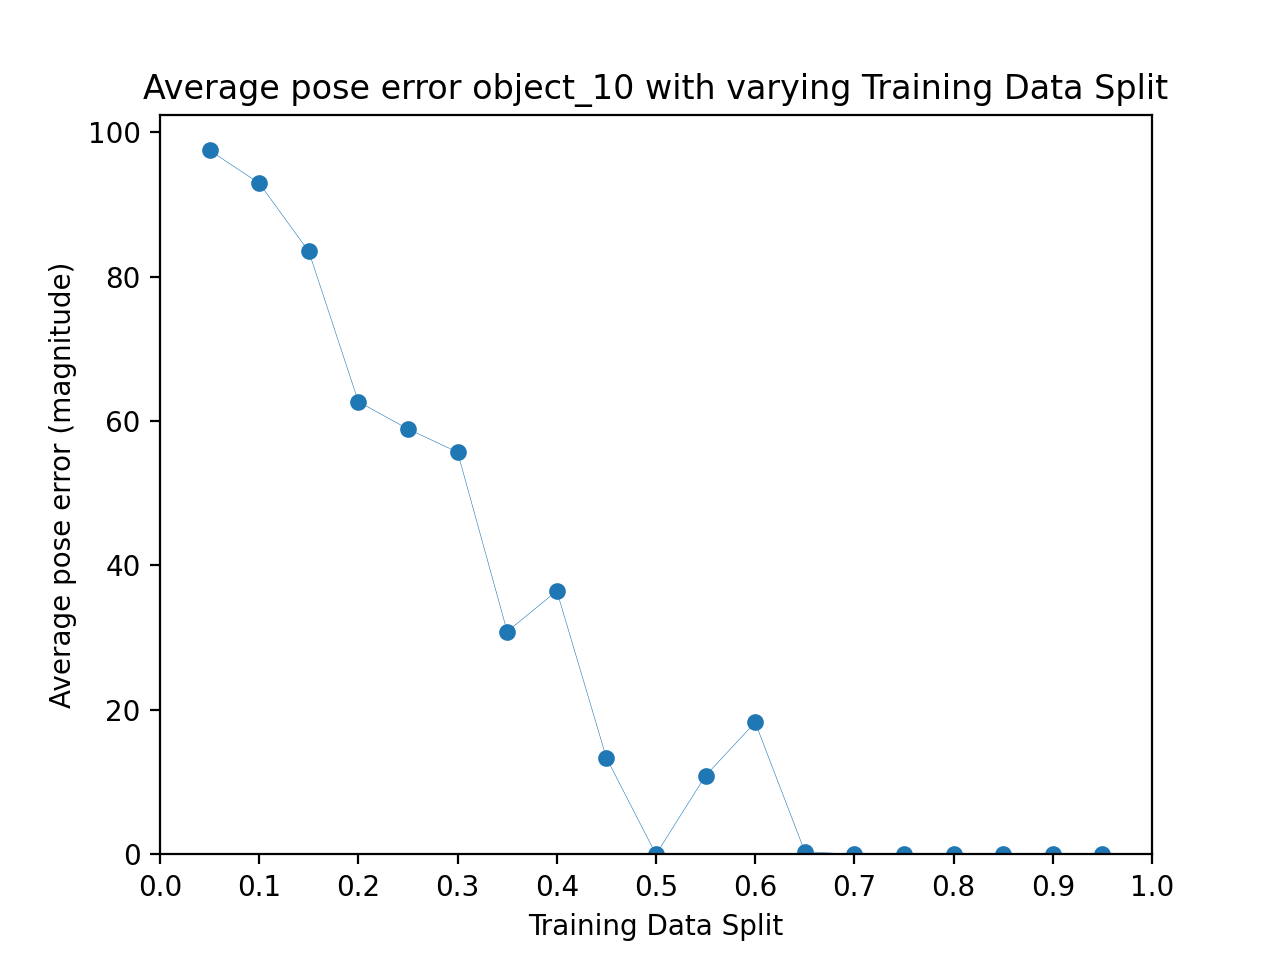 Average pose error object_10 with varying Training Data Split
Average pose error (magnitude)
100
80
60
40
20
0
0.0 0.1 0.2 0.3 0.4 0.5 0.6 0.7 0.8 0.9 1.0
Training Data Split